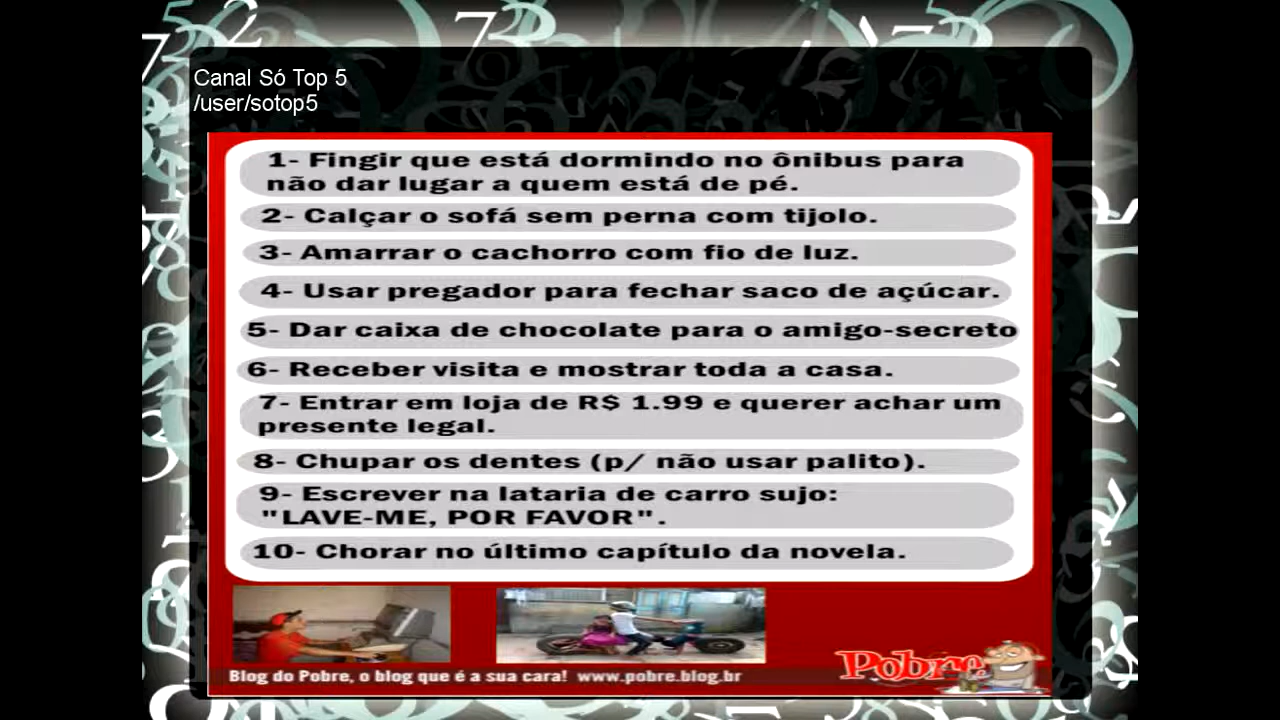 Canal Só Top 5
/user/sotop5
1- Fingir que está dormindo no ônibus para
não dar lugar a quem está de pé.
2- Calçar o sofá sem perna com tijolo.
3- Amarrar o cachorro com fio de luz.
4- Usar pregador para fechar saco de açúcar.
5- Dar caixa de chocolate para o amigo-secreto
6- Receber visita e mostrar toda a casa.
7- Entrar em loja de R$ 1.99 e querer achar um
presente legal.
8- Chupar os dentes (p/ não usar palito).
9- Escrever na lataria de carro sujo:
"LAVE-ME, POR FAVOR".
10- Chorar no último capítulo da novela.
Blog do Pobre, o blog que é a sua cara! www.pobre.blog.br
Pobre